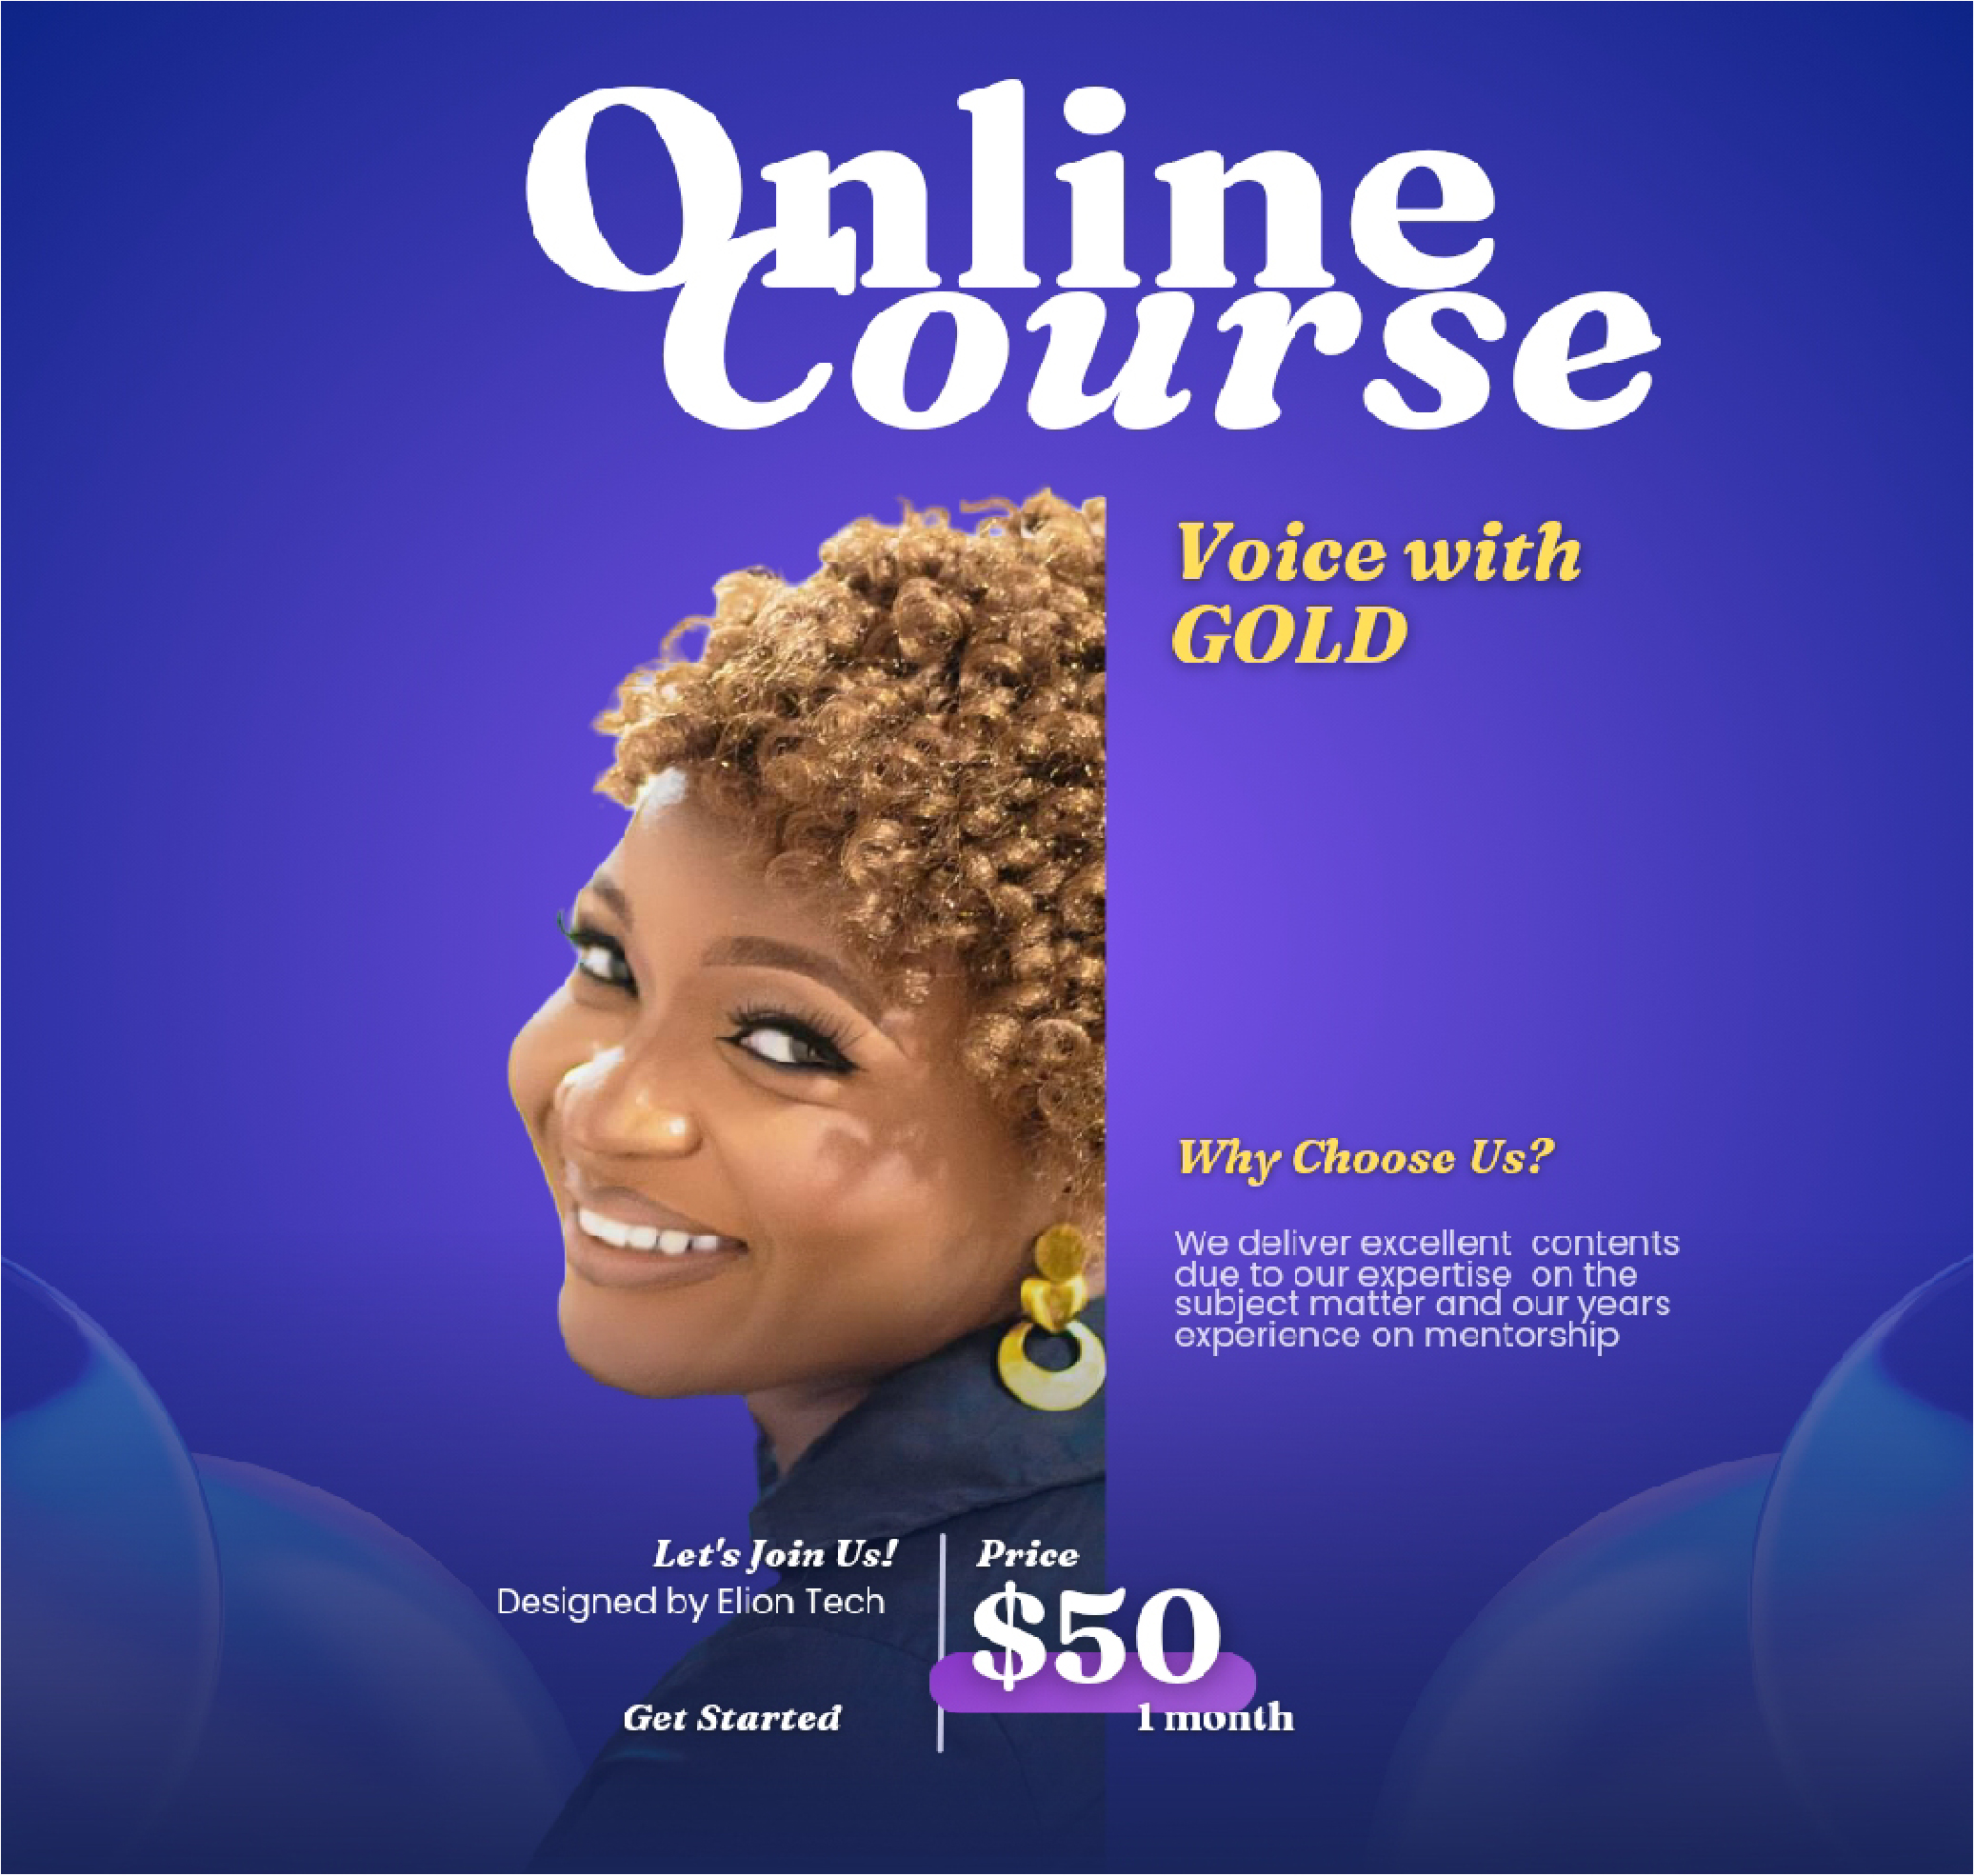 Online
Course
Voice with
GOLD
Why Choose Us?
We deliver excellent contents
due to our expertise on the
subject matter and our years
experience on mentorship
Let's Join Us!
Designed by Elion Tech
Get Started
Price
$50
1 month